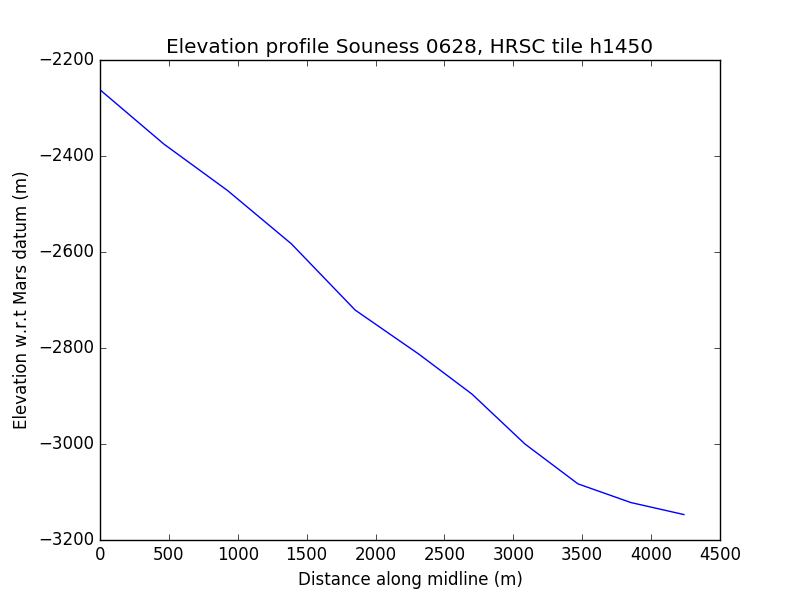 Elevation profile Souness 0628, HRSC tile h1450
−2200
−2400
−2600
−2800
−3000
−3200
Elevation w.r.t Mars datum (m)
0 500 1000 1500 2000 2500 3000 3500 4000 4500
Distance along midline (m)